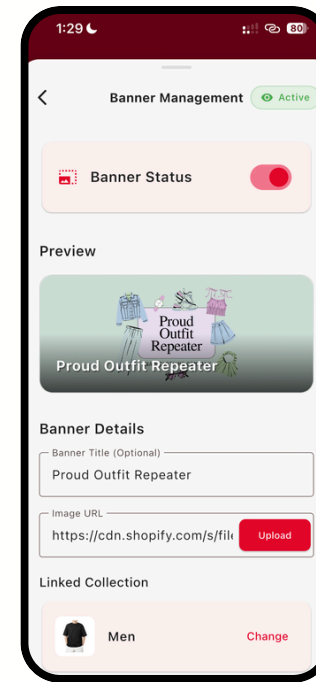 1:29
80
Banner Management
Active
Banner Status
Preview
Proud
Outfit
Repeater
Proud Outfit Repeater
Banner Details
Banner Title (Optional)
Proud Outfit Repeater
Image URL
https://cdn.shopify.com/s/file
Upload
Linked Collection
Men
Change